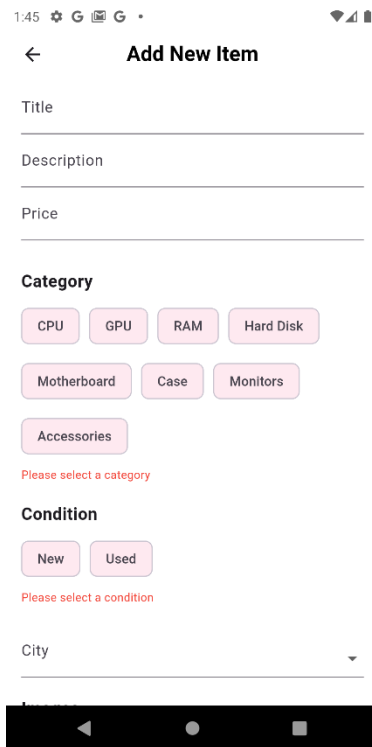 1:45 G G
Add New Item
Title
Description
Price
Category
CPU GPU RAM Hard Disk
Motherboard Case Monitors
Accessories
Please select a category
Condition
New Used
Please select a condition
City